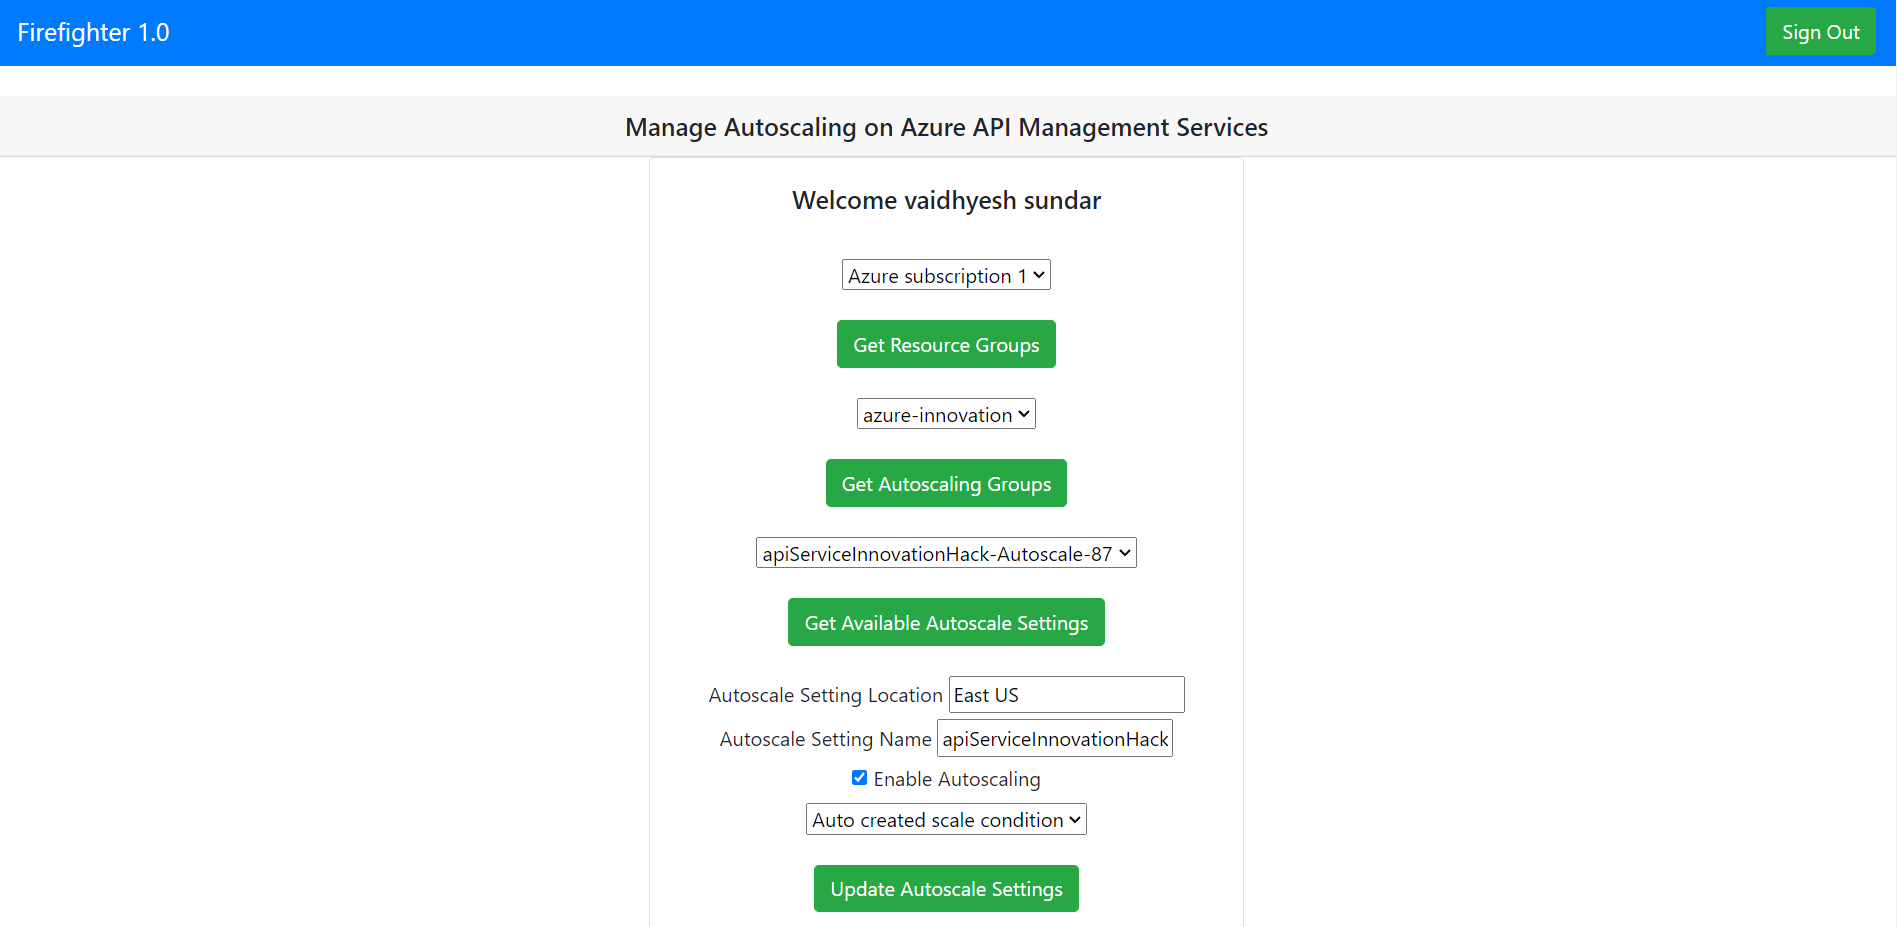 Firefighter 1.0
Sign Out
Manage Autoscaling on Azure API Management Services
Welcome vaidhyesh sundar
Azure subscription 1
Get Resource Groups
azure-innovation
Get Autoscaling Groups
apiServiceInnovationHack-Autoscale-87
Get Available Autoscale Settings
Autoscale Setting Location East US
Autoscale Setting Name apiServiceInnovationHack
Enable Autoscaling
Auto created scale condition
Update Autoscale Settings